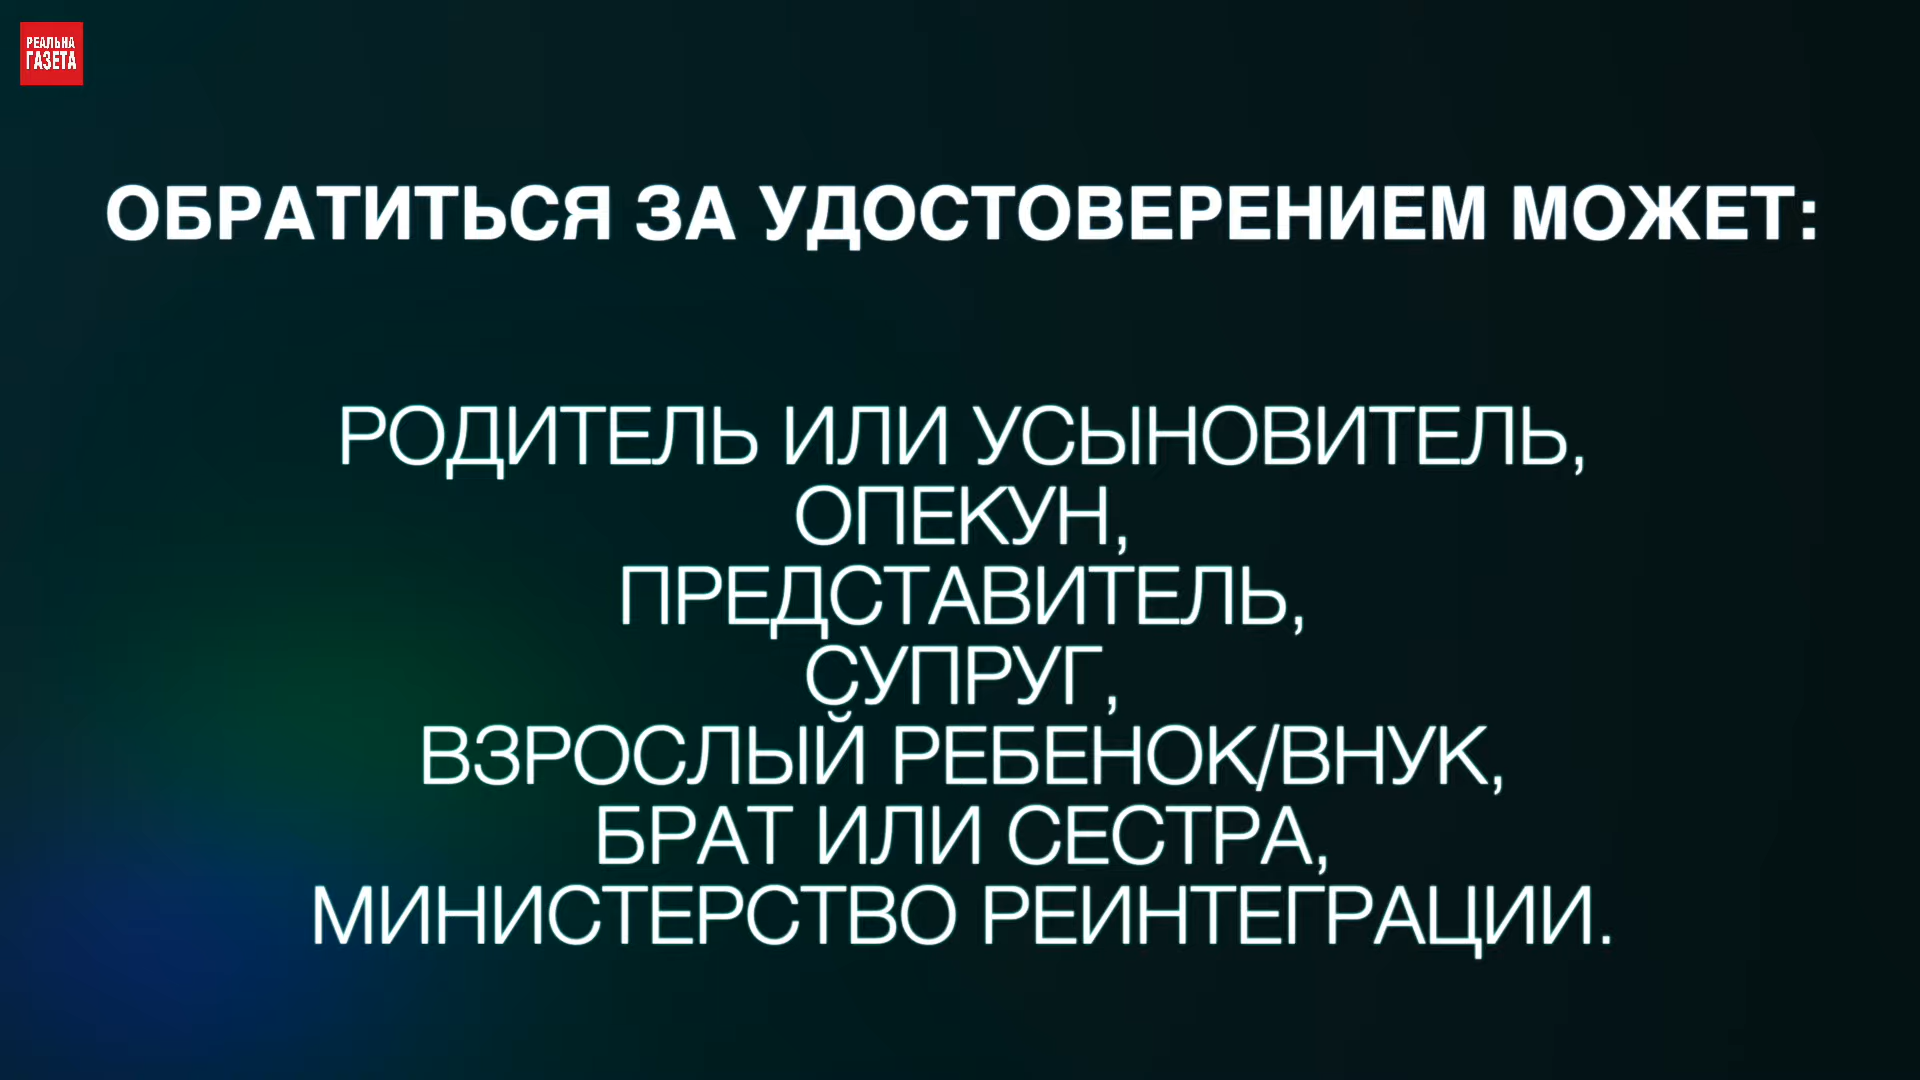 РЕАЛЬНА
ГАЗЕТА
ОБРАТИТЬСЯ ЗА УДОСТОВЕРЕНИЕМ МОЖЕТ:
РОДИТЕЛЬ ИЛИ УСЫНОВИТЕЛЬ,
ОПЕКУН,
ПРЕДСТАВИТЕЛЬ,
СУПРУГ,
ВЗРОСЛЫЙ РЕБЕНОК/ВНУК,
БРАТ ИЛИ СЕСТРА,
МИНИСТЕРСТВО РЕИНТЕГРАЦИИ.